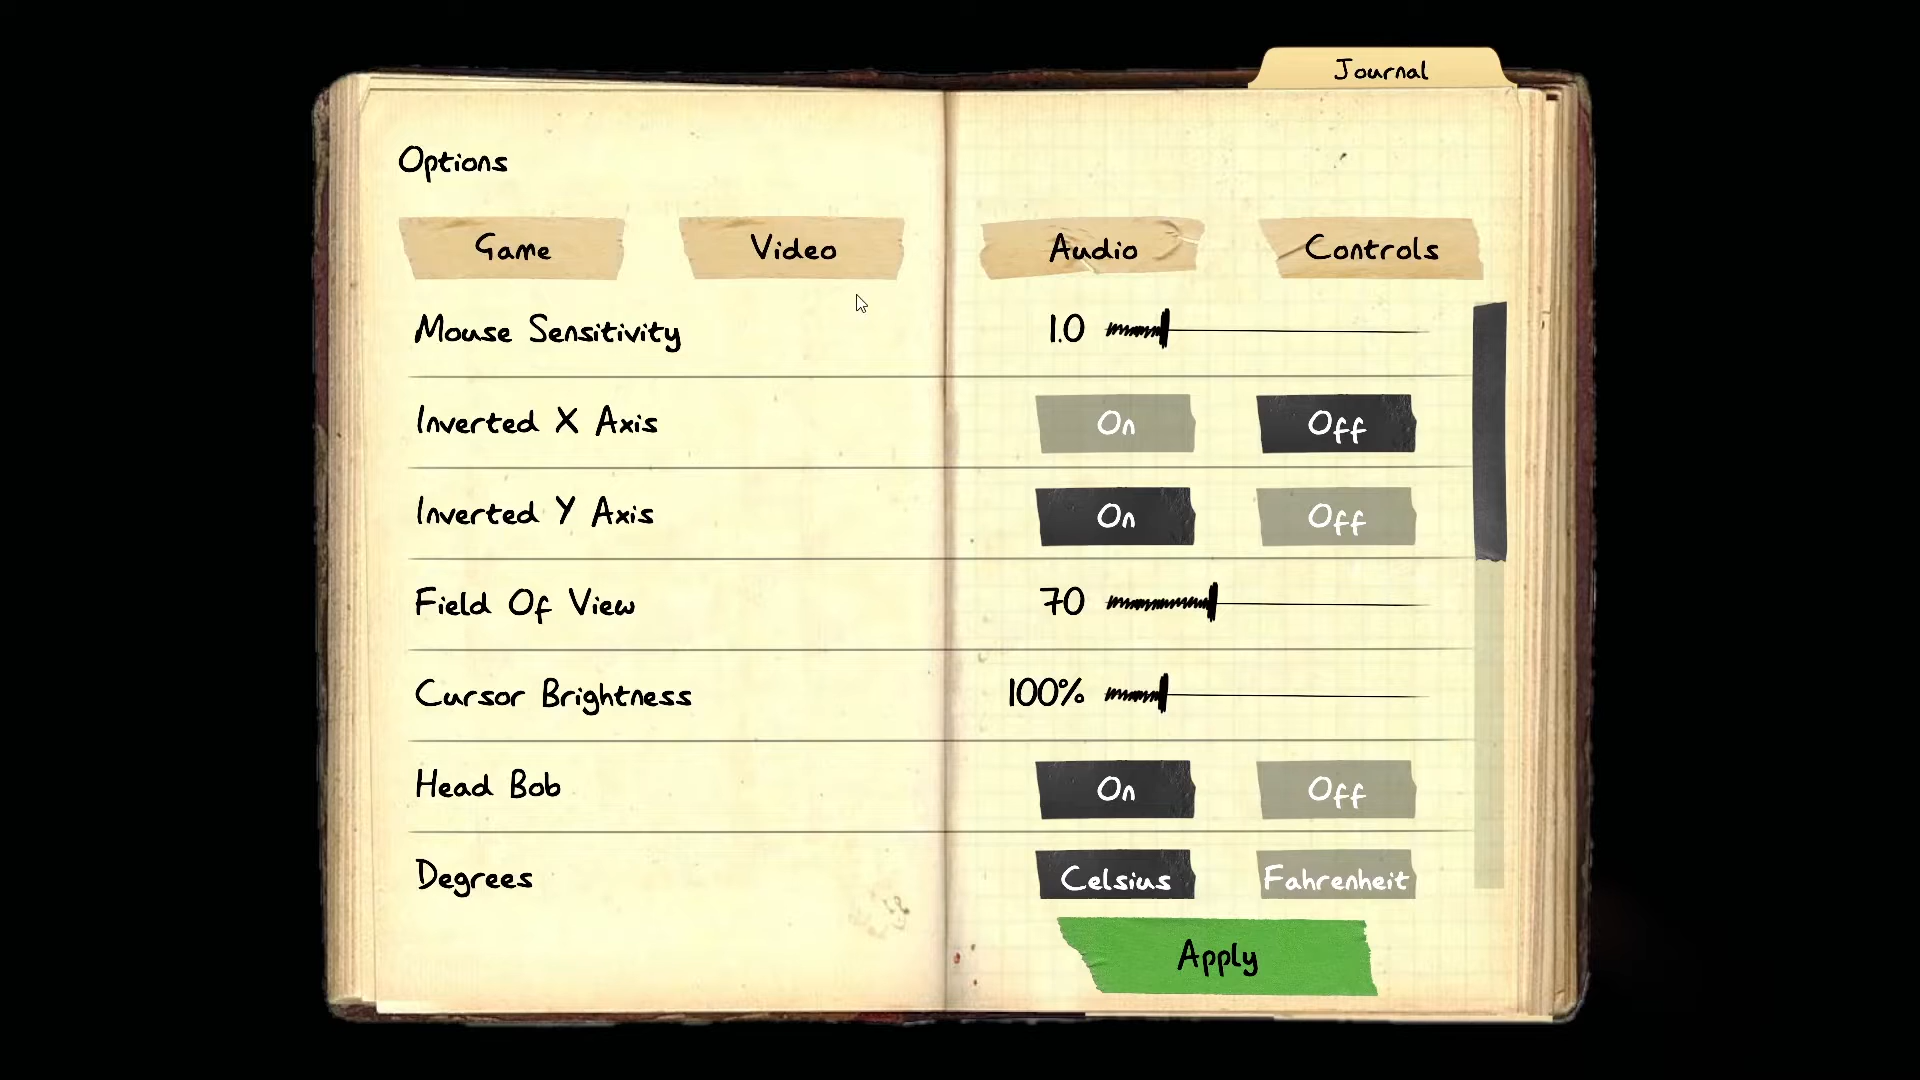 Journal
Options
Game Video Audio Controls
Mouse Sensitivity 1.0
Inverted X Axis On Off
Inverted Y Axis On Off
Field Of View 70
Cursor Brightness 100%
Head Bob On Off
Degrees Celsius Fahrenheit
Apply